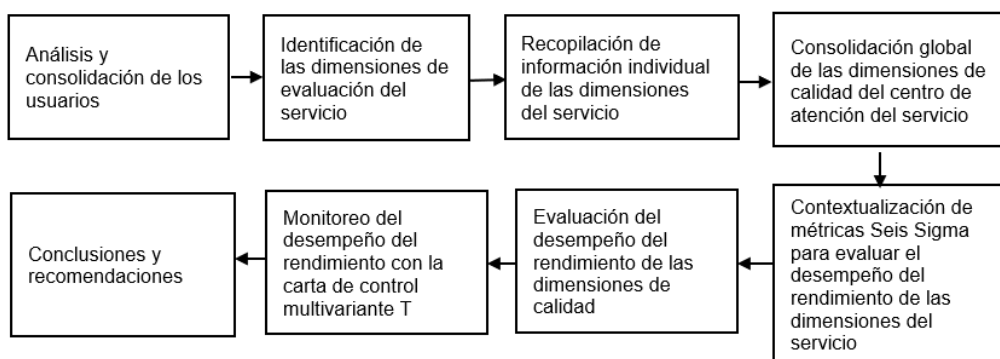 Análisis y
consolidación de los
usuarios
Identificación de
las dimensiones de
evaluación del
servicio
Recopilación de
información individual
de las dimensiones
del servicio
Consolidación global
de las dimensiones de
calidad del centro de
atención del servicio
Contextualización de
métricas Seis Sigma
para evaluar el
desempeño del
rendimiento de las
dimensiones del
servicio
Evaluación del
desempeño del
rendimiento de las
dimensiones de
calidad
Monitoreo del
desempeño del
rendimiento con la
carta de control
multivariante T
Conclusiones y
recomendaciones